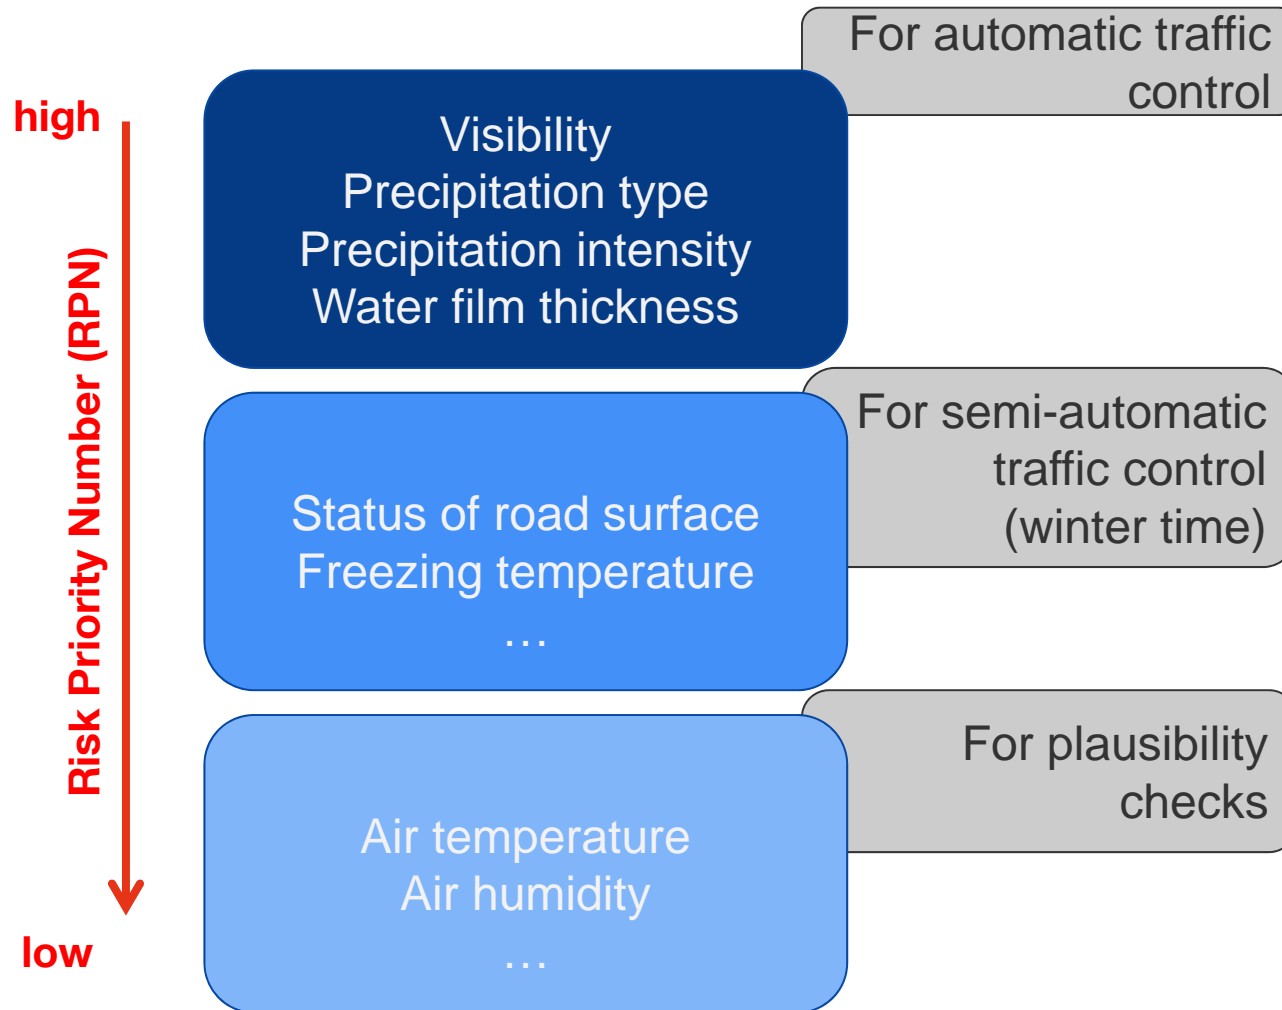 For automatic traffic
control
high
Visibility
Precipitation type
Precipitation intensity
Water film thickness
Risk Priority Number (RPN)
For semi-automatic
traffic control
(winter time)
Status of road surface
Freezing temperature
…
For plausibility
checks
Air temperature
Air humidity
…
low